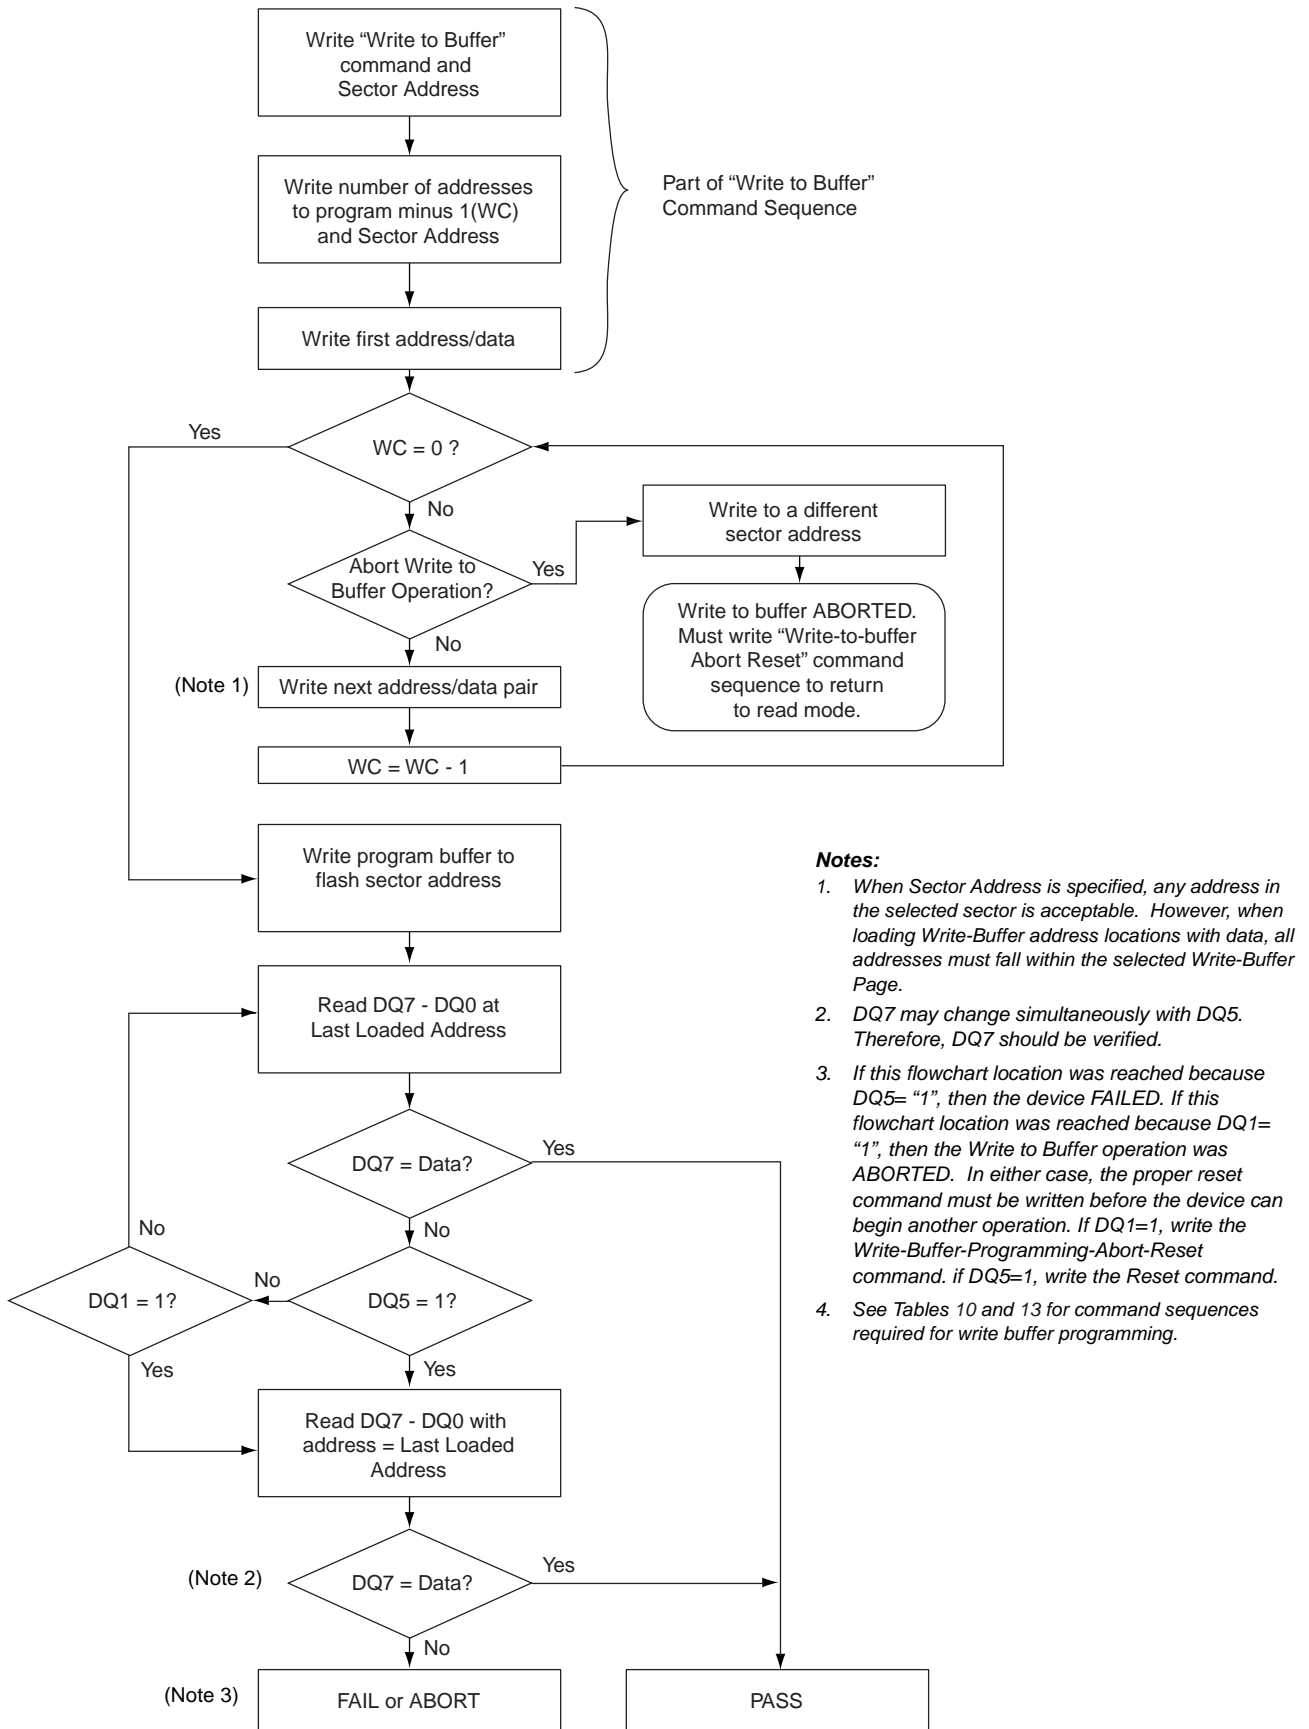 Write “Write to Buffer”
command and
Sector Address
Write number of addresses
to program minus 1(WC)
and Sector Address
Part of “Write to Buffer”
Command Sequence
Write first address/data
Yes
WC = 0 ?
No
Write to a different
sector address
Abort Write to
Buffer Operation?
Yes
Write to buffer ABORTED.
Must write “Write-to-buffer
Abort Reset” command
sequence to return
to read mode.
No
(Note 1)
Write next address/data pair
WC = WC - 1
Write program buffer to
flash sector address
Read DQ7 - DQ0 at
Last Loaded Address
DQ7 = Data?
Yes
No
No
DQ1 = 1?
No
DQ5 = 1?
Yes
Yes
Read DQ7 - DQ0 with
address = Last Loaded
Address
(Note 2)
DQ7 = Data?
Yes
No
(Note 3)
FAIL or ABORT
PASS
Notes:
1. When Sector Address is specified, any address in
the selected sector is acceptable. However, when
loading Write-Buffer address locations with data, all
addresses must fall within the selected Write-Buffer
Page.
2. DQ7 may change simultaneously with DQ5.
Therefore, DQ7 should be verified.
3. If this flowchart location was reached because
DQ5= “1”, then the device FAILED. If this
flowchart location was reached because DQ1=
“1”, then the Write to Buffer operation was
ABORTED. In either case, the proper reset
command must be written before the device can
begin another operation. If DQ1=1, write the
Write-Buffer-Programming-Abort-Reset
command. if DQ5=1, write the Reset command.
4. See Tables 10 and 13 for command sequences
required for write buffer programming.